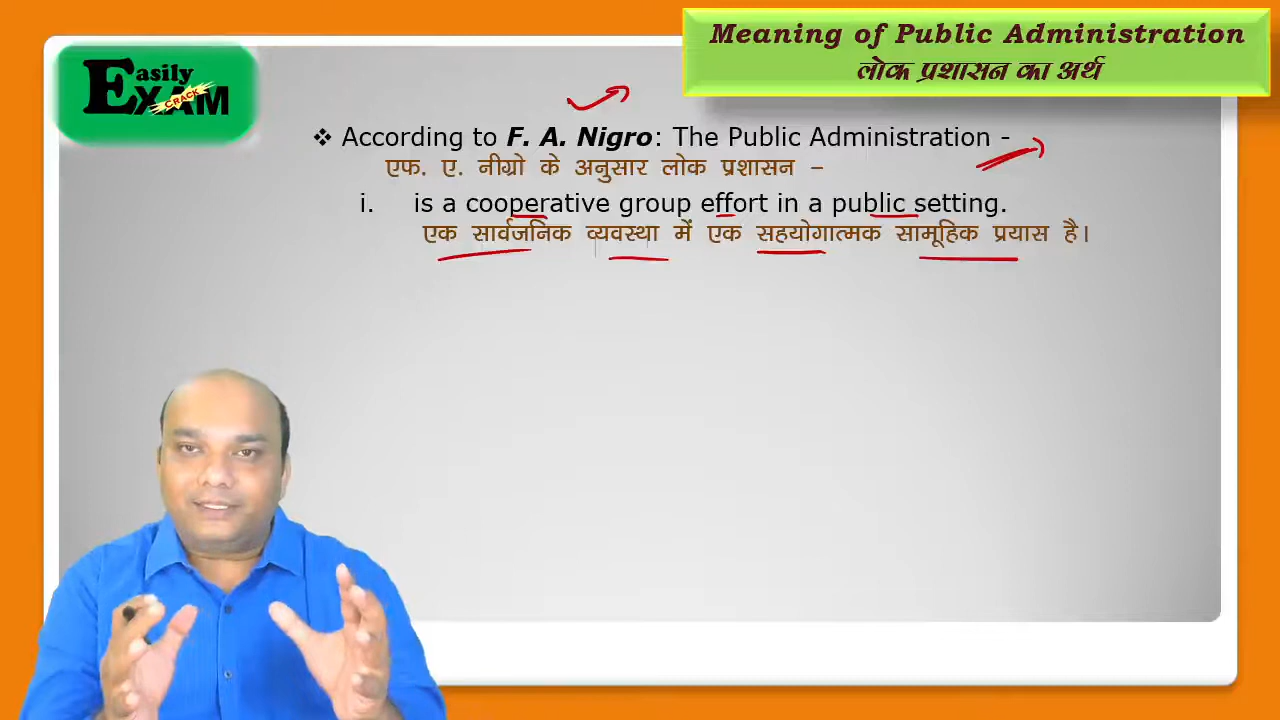 Meaning of Public Administration
लोक प्रशासन का अर्थ
Easily
EXAM
CRACK
❖ According to F. A. Nigro: The Public Administration -
एफ. ए. नीग्रो के अनुसार लोक प्रशासन –
i. is a cooperative group effort in a public setting.
एक सार्वजनिक व्यवस्था में एक सहयोगात्मक सामूहिक प्रयास है।